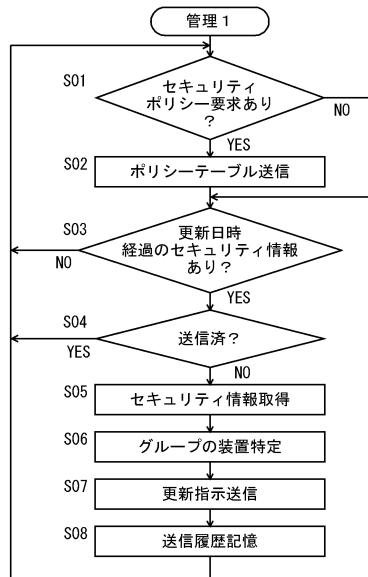 管理1
S01
セキュリティ
ポリシー要求あり
?
NO
YES
S02
ポリシーテーブル送信
S03
更新日時
経過のセキュリティ情報
あり?
NO
YES
S04
送信済?
YES
NO
S05
セキュリティ情報取得
S06
グループの装置特定
S07
更新指示送信
S08
送信履歴記憶